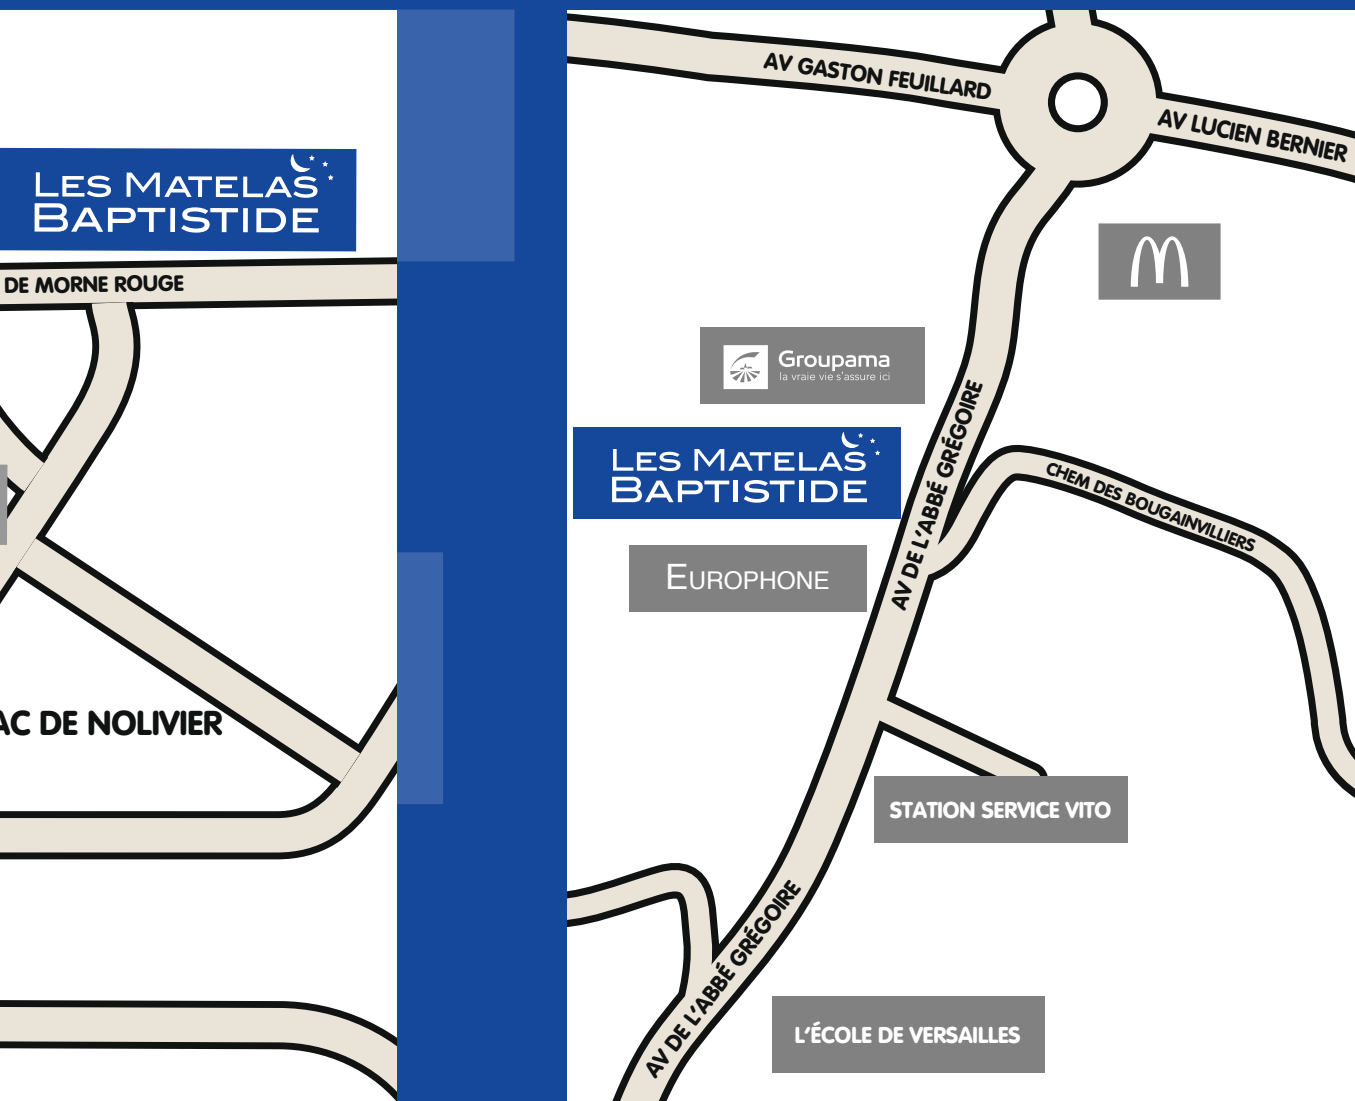 LES MATELAS
BAPTISTIDE
DE MORNE ROUGE
AC DE NOLIVIER
AV GASTON FEUILLARD
AV LUCIEN BERNIER
Groupama
la vraie vie s'assure ici
LES MATELAS
BAPTISTIDE
EUROPHONE
AV DE L'ABBÉ GRÉGOIRE
CHEM DES BOUGAINVILLIERS
STATION SERVICE VITO
AV DE L'ABBÉ GRÉGOIRE
L'ÉCOLE DE VERSAILLES